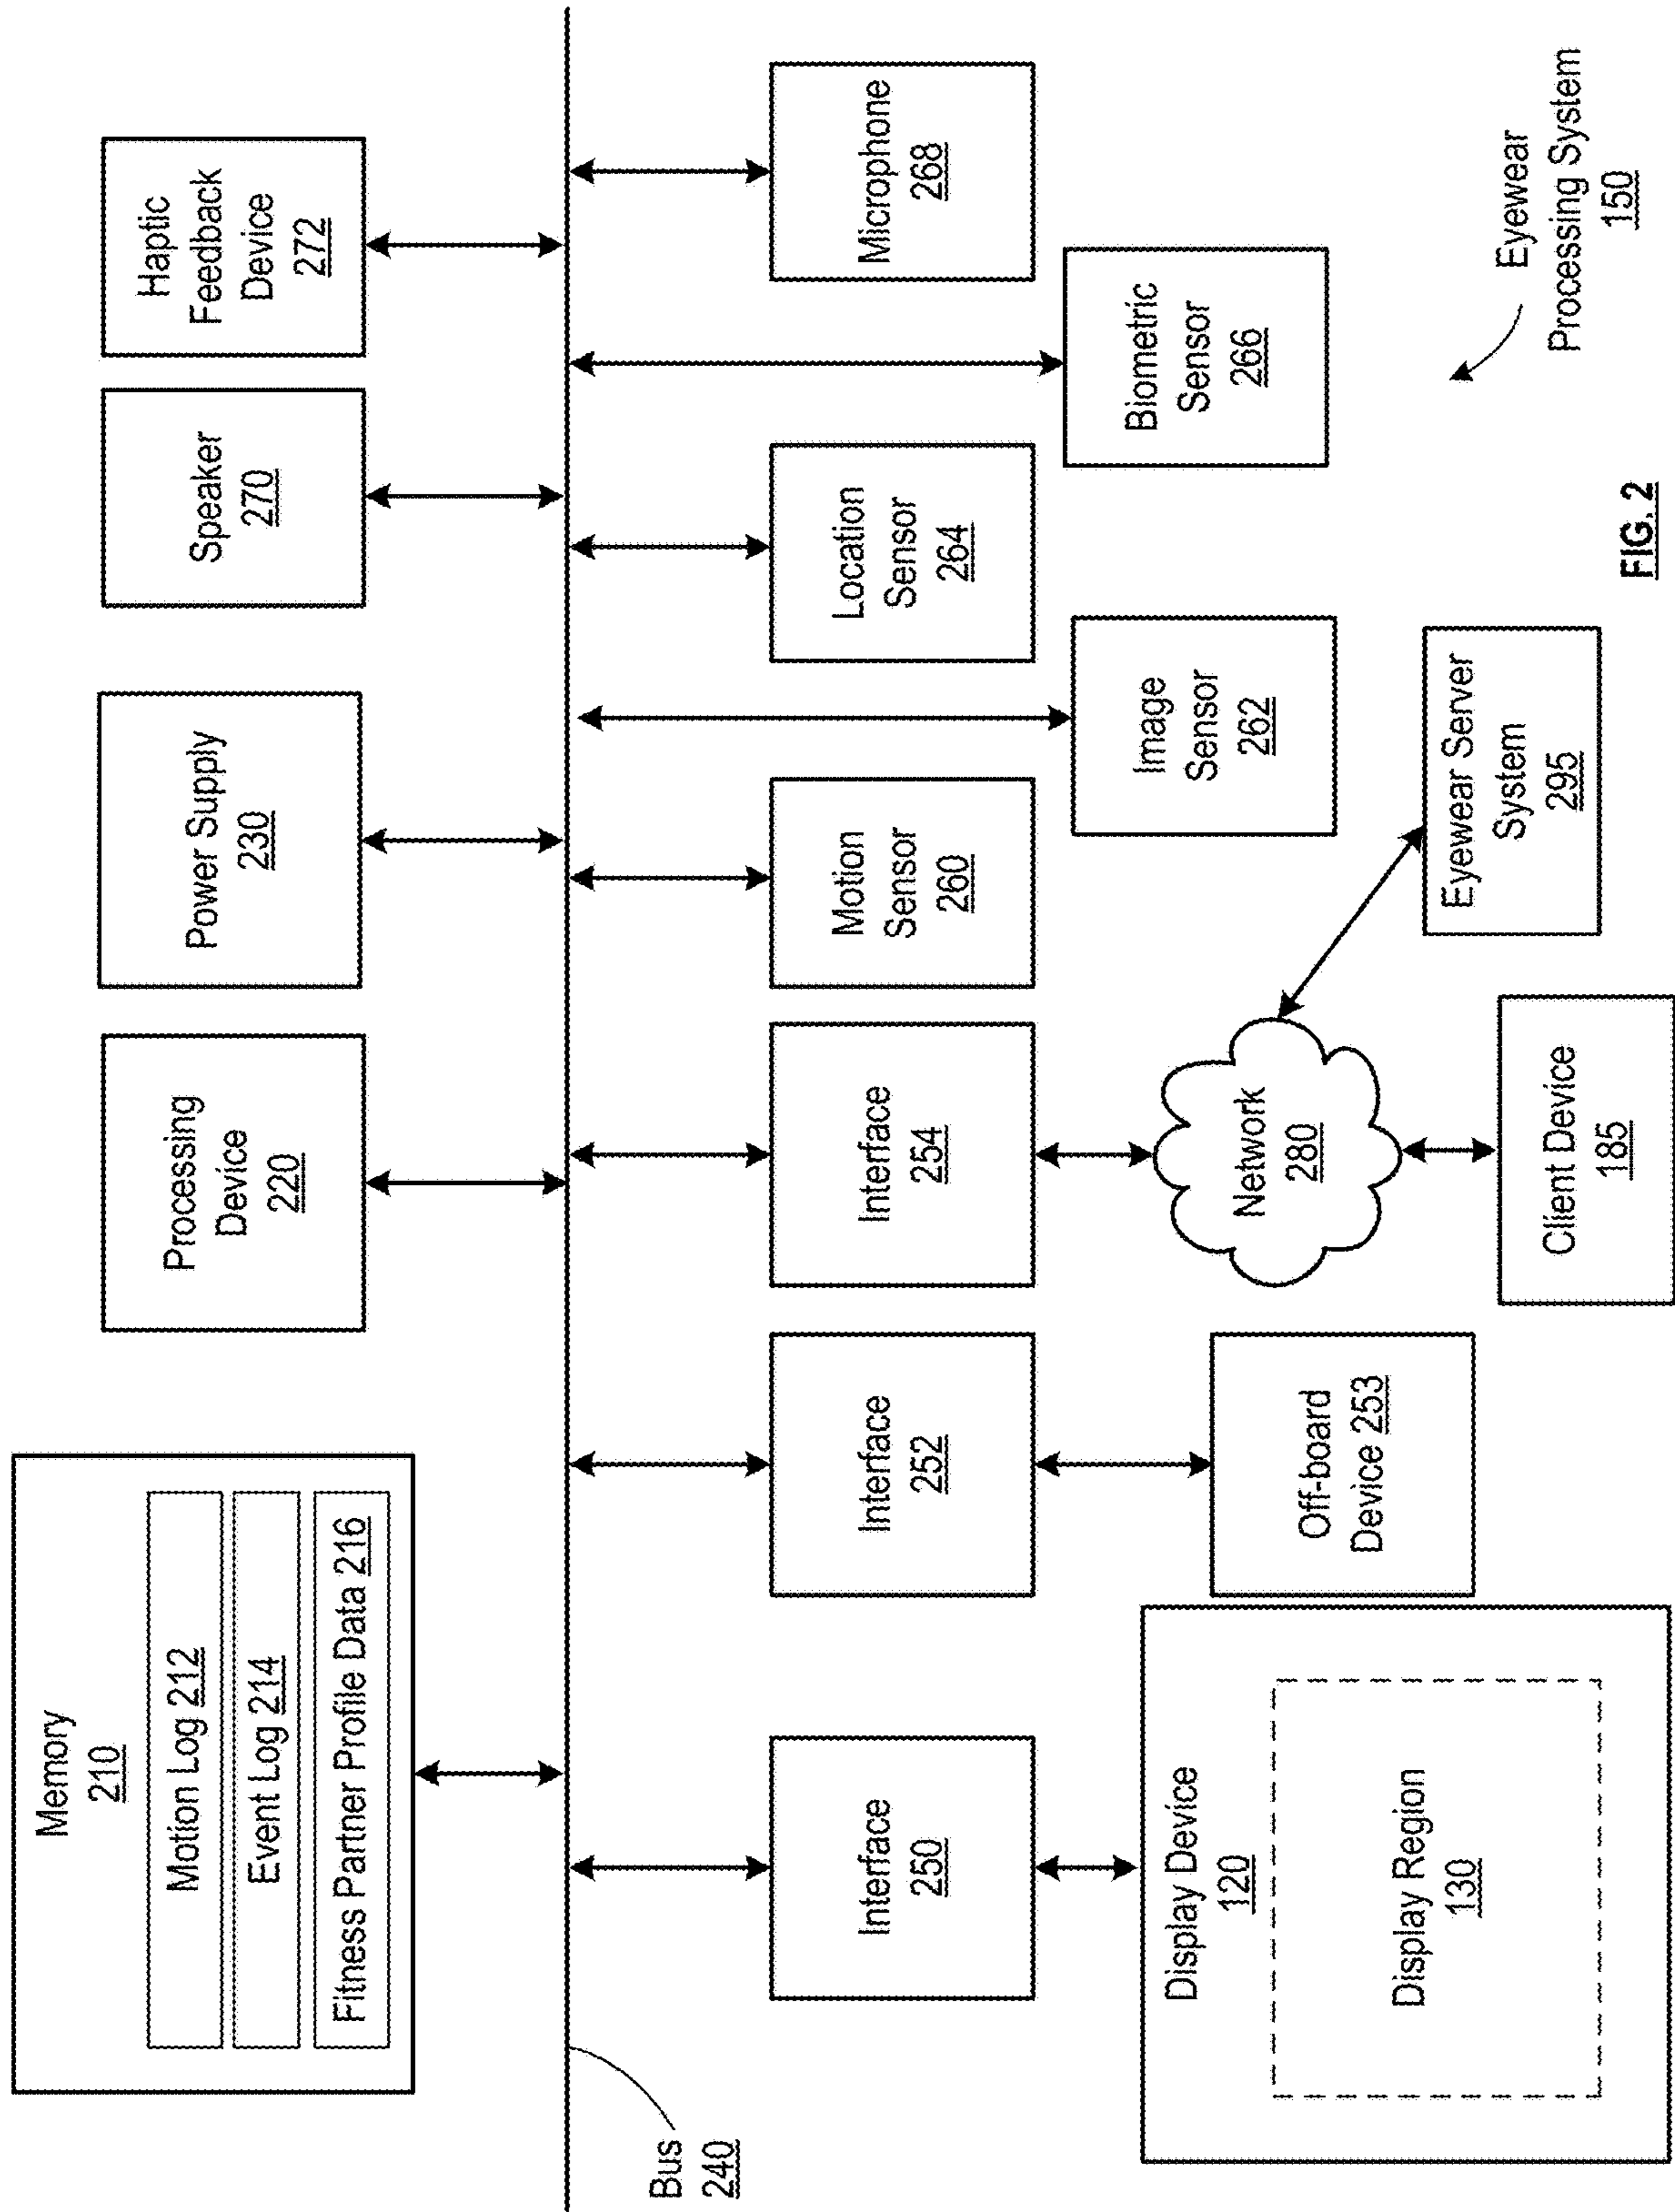 Memory
210
Motion Log 212
Event Log 214
Fitness Partner Profile Data 216
Processing
Device
220
Power Supply
230
Speaker
270
Haptic
Feedback
Device
272
Bus
240
Interface
250
Interface
252
Interface
254
Motion
Sensor
260
Location
Sensor
264
Microphone
268
Image
Sensor
262
Biometric
Sensor
266
Display Device
120
Display Region
130
Off-board
Device 253
Network
280
Client Device
185
Eyewear Server
System
295
Eyewear
Processing System
150
FIG. 2